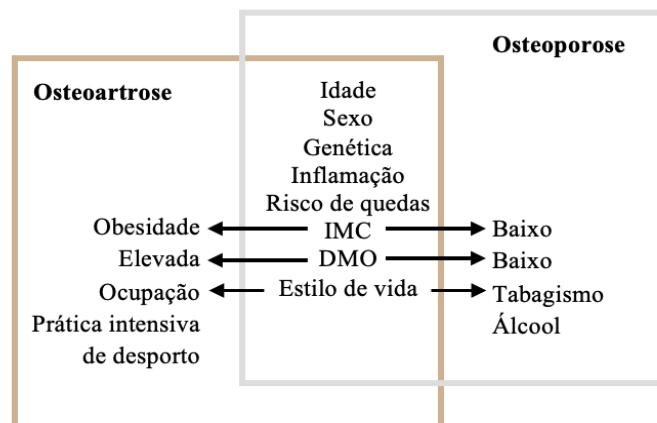 Osteoporose
Osteoartrose
Idade
Sexo
Genética
Inflamação
Risco de quedas
Obesidade IMC Baixo
Elevada DMO Baixo
Ocupação Estilo de vida Tabagismo
Prática intensiva Álcool
de desporto